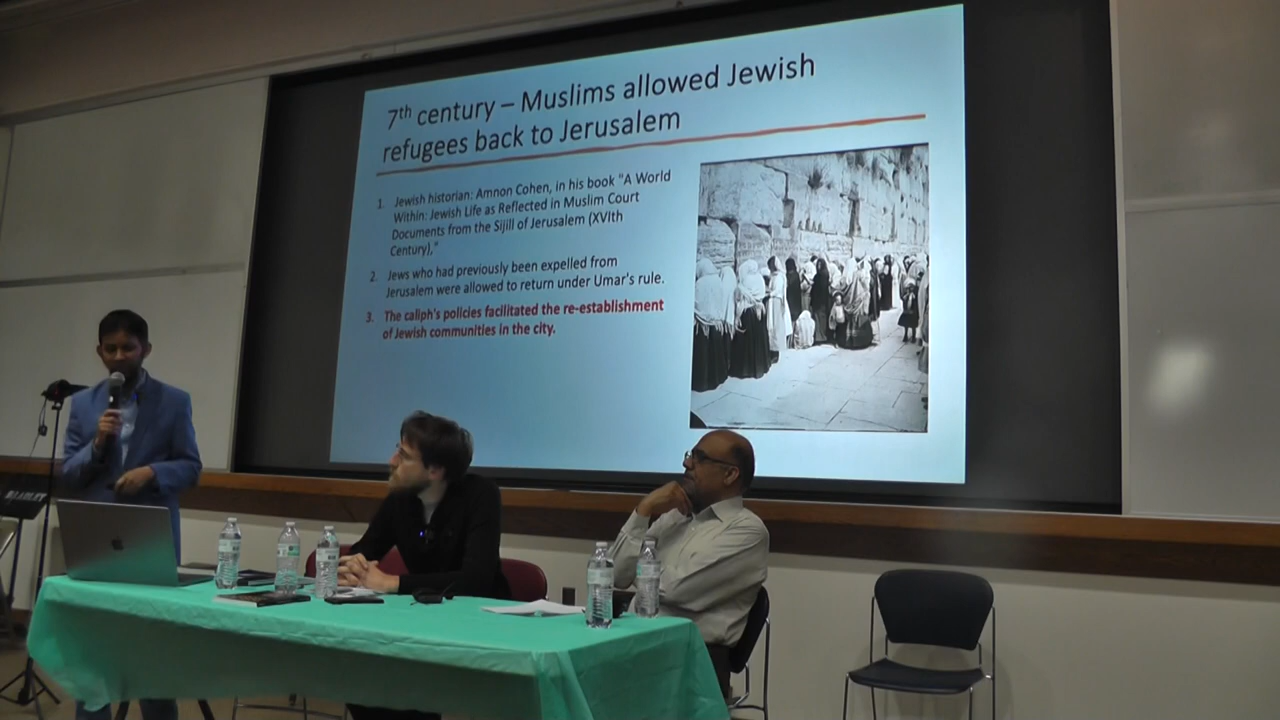 7th century – Muslims allowed Jewish
refugees back to Jerusalem
1. Jewish historian: Amnon Cohen, in his book "A World
Within: Jewish Life as Reflected in Muslim Court
Documents from the Sijill of Jerusalem (XVIth
Century),"
2. Jews who had previously been expelled from
Jerusalem were allowed to return under Umar's rule.
3. The caliph's policies facilitated the re-establishment
of Jewish communities in the city.